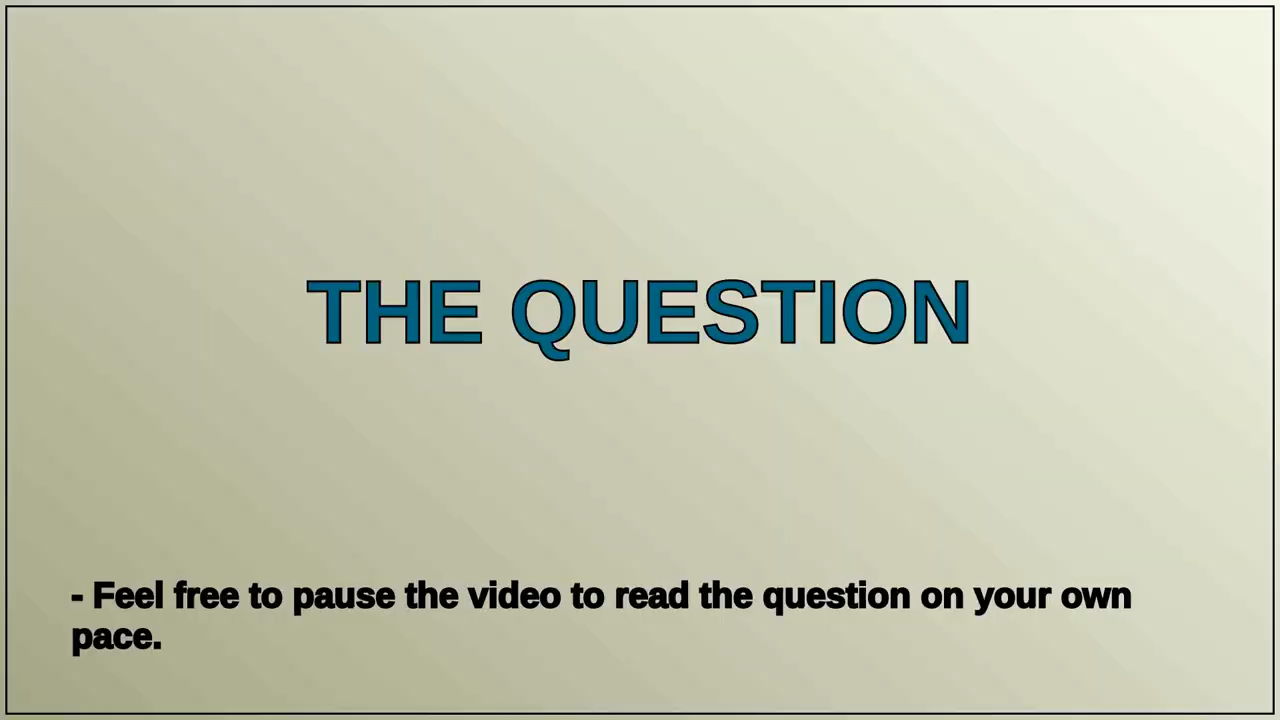 THE QUESTION
- Feel free to pause the video to read the question on your own
pace.